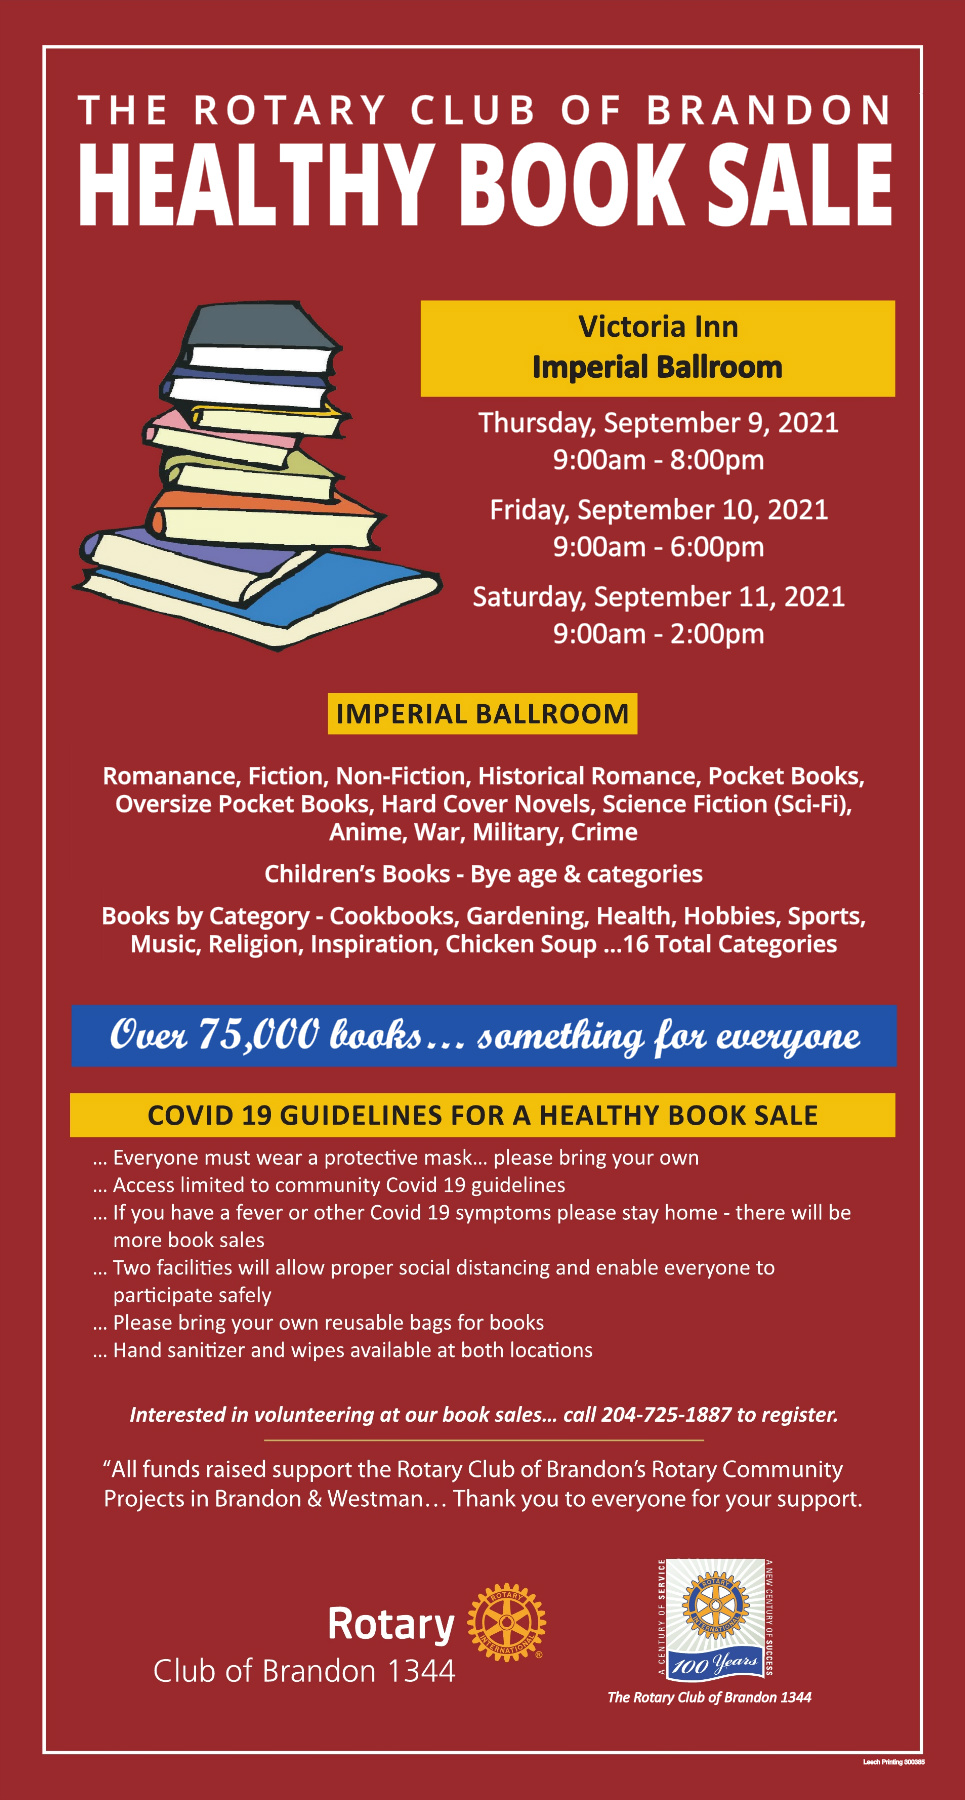 THE ROTARY CLUB OF BRANDON
HEALTHY BOOK SALE
Victoria Inn
Imperial Ballroom
Thursday, September 9, 2021
9:00am - 8:00pm
Friday, September 10, 2021
9:00am - 6:00pm
Saturday, September 11, 2021
9:00am - 2:00pm
IMPERIAL BALLROOM
Romanance, Fiction, Non-Fiction, Historical Romance, Pocket Books,
Oversize Pocket Books, Hard Cover Novels, Science Fiction (Sci-Fi),
Anime, War, Military, Crime
Children's Books - Bye age & categories
Books by Category - Cookbooks, Gardening, Health, Hobbies, Sports,
Music, Religion, Inspiration, Chicken Soup ...16 Total Categories
Over 75,000 books... something for everyone
COVID 19 GUIDELINES FOR A HEALTHY BOOK SALE
... Everyone must wear a protective mask... please bring your own
... Access limited to community Covid 19 guidelines
... If you have a fever or other Covid 19 symptoms please stay home - there will be
more book sales
... Two facilities will allow proper social distancing and enable everyone to
participate safely
... Please bring your own reusable bags for books
... Hand sanitizer and wipes available at both locations
Interested in volunteering at our book sales... call 204-725-1887 to register.
“All funds raised support the Rotary Club of Brandon's Rotary Community
Projects in Brandon & Westman... Thank you to everyone for your support.
Rotary
Club of Brandon 1344
ROTARY
INTERNATIONAL
®
A CENTURY OF SERVICE
ROTARY
INTERNATIONAL
A NEW CENTURY OF SUCCESS
100 Years
The Rotary Club of Brandon 1344
Leech Printing 300385